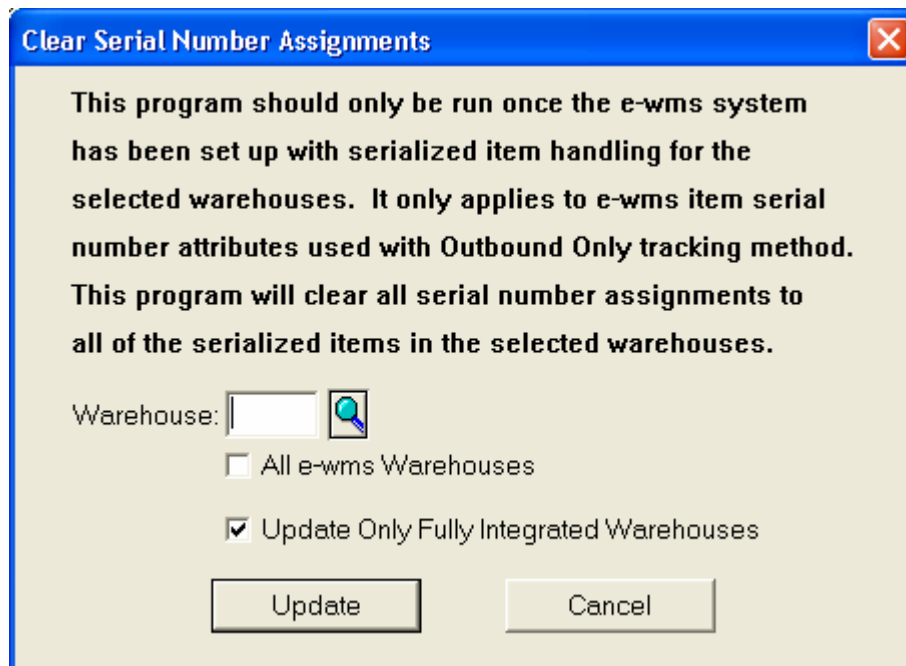 Clear Serial Number Assignments
This program should only be run once the e-wms system
has been set up with serialized item handling for the
selected warehouses.  It only applies to e-wms item serial
number attributes used with Outbound Only tracking method.
This program will clear all serial number assignments to
all of the serialized items in the selected warehouses.
Warehouse:
All e-wms Warehouses
Update Only Fully Integrated Warehouses
Update Cancel